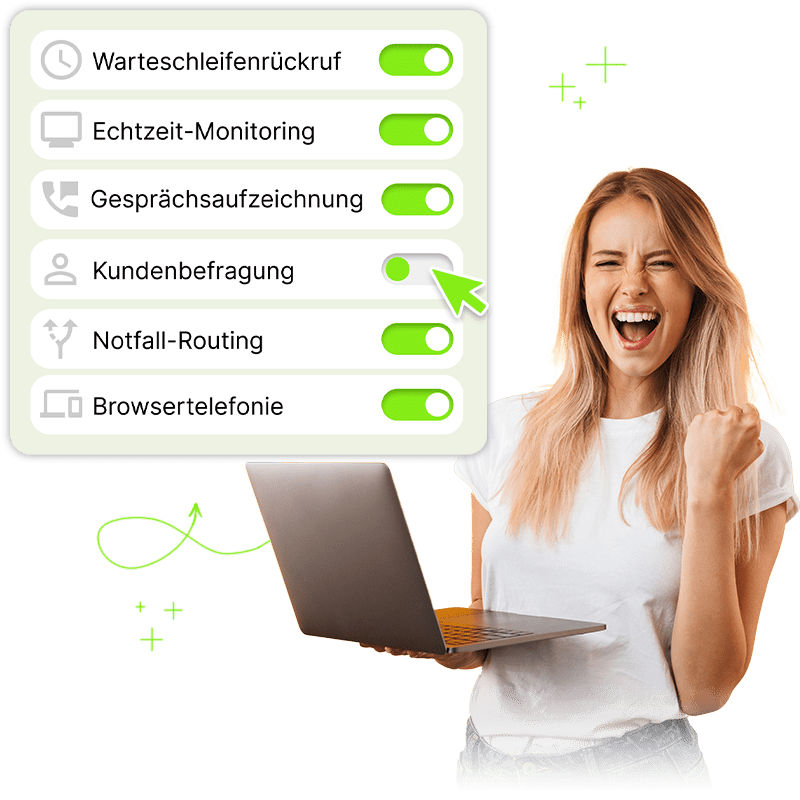 Warteschleifenrückruf
Echtzeit-Monitoring
Gesprächsaufzeichnung
Kundenbefragung
Notfall-Routing
Browsertelefonie